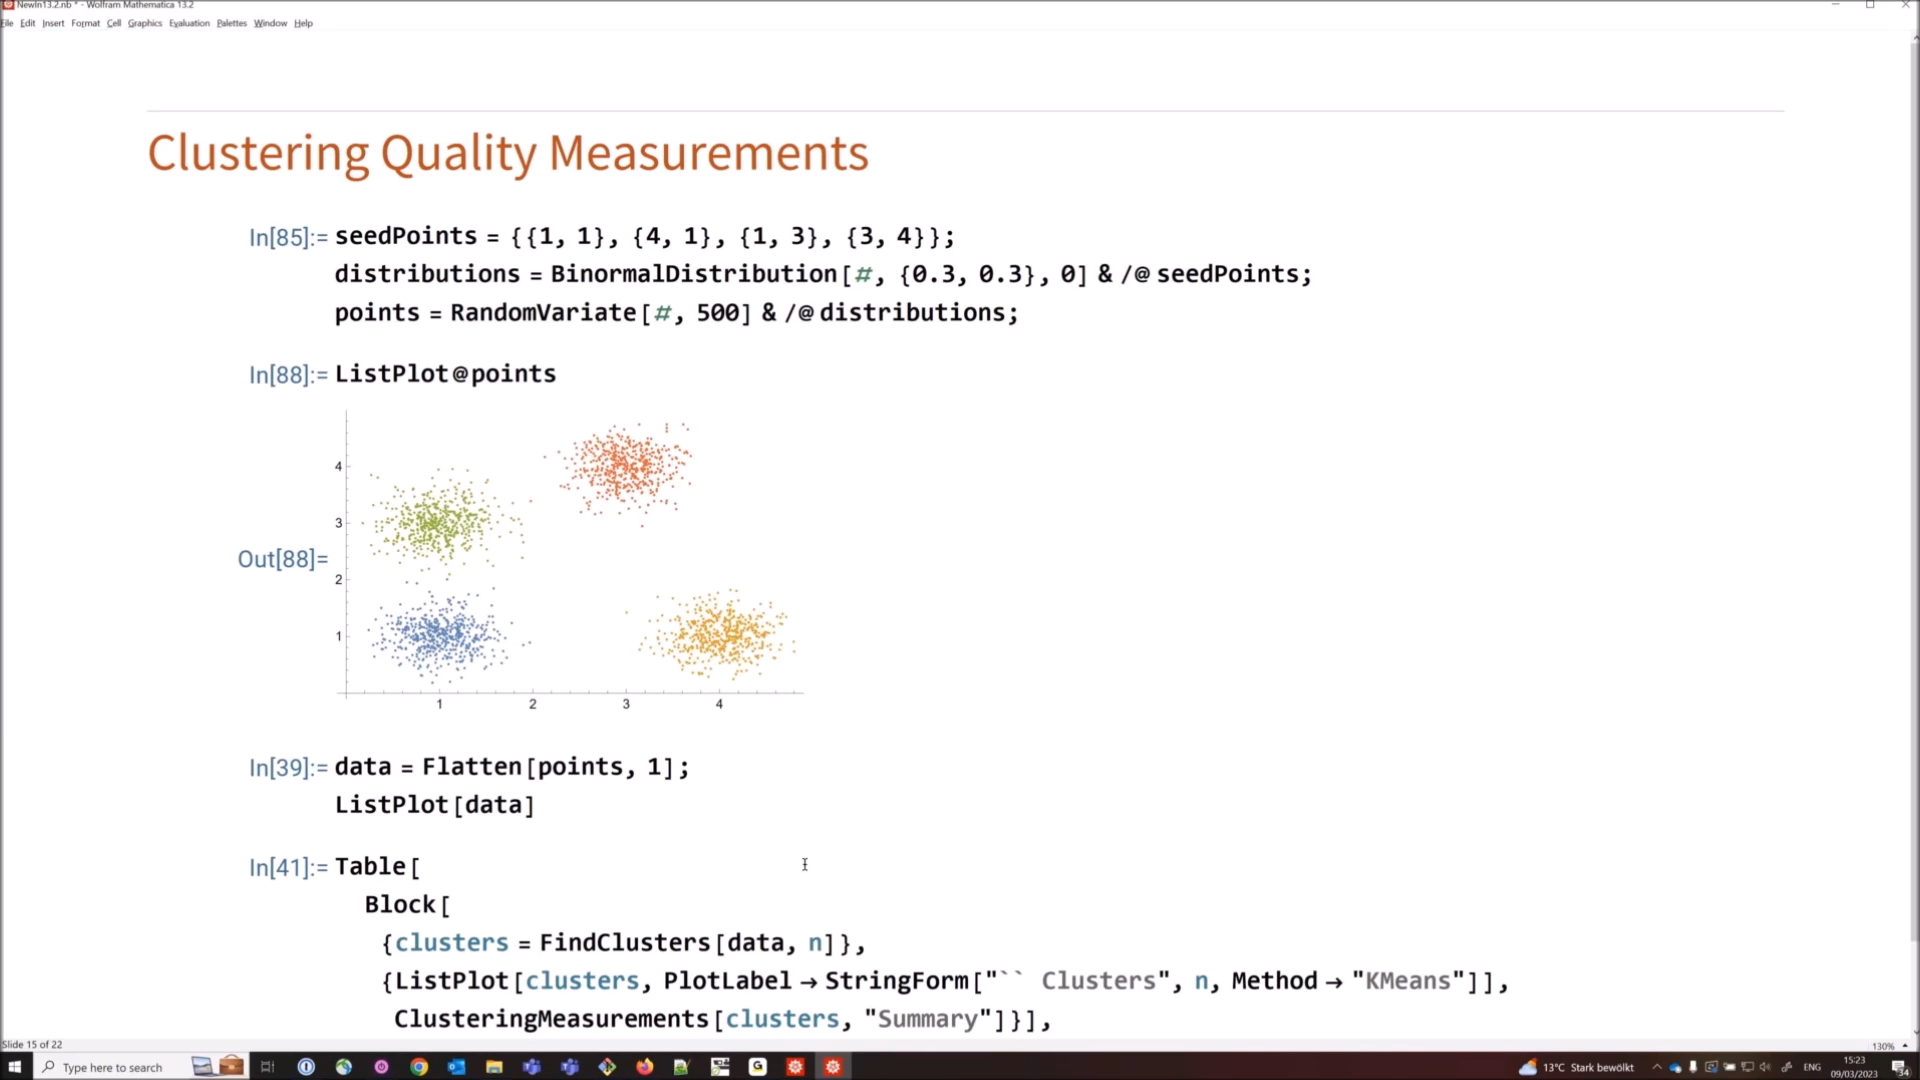 NewIn13.2.nb * - Wolfram Mathematica 13.2
File Edit Insert Format Cell Graphics Evaluation Palettes Window Help
Clustering Quality Measurements
In[85]:= seedPoints = {{1, 1}, {4, 1}, {1, 3}, {3, 4}};
distributions = BinormalDistribution[#, {0.3, 0.3}, 0] & /@ seedPoints;
points = RandomVariate[#, 500] & /@ distributions;
In[88]:= ListPlot@points
Out[88]=
4
3
2
1
1 2 3 4
In[39]:= data = Flatten[points, 1];
ListPlot[data]
In[41]:= Table[
Block[
{clusters = FindClusters[data, n]},
{ListPlot[clusters, PlotLabel → StringForm["`` Clusters", n, Method → "KMeans"]],
ClusteringMeasurements[clusters, "Summary"]}],
Slide 15 of 22
130%
Type here to search
13°C Stark bewölkt
ENG
15:23
09/03/2023
34